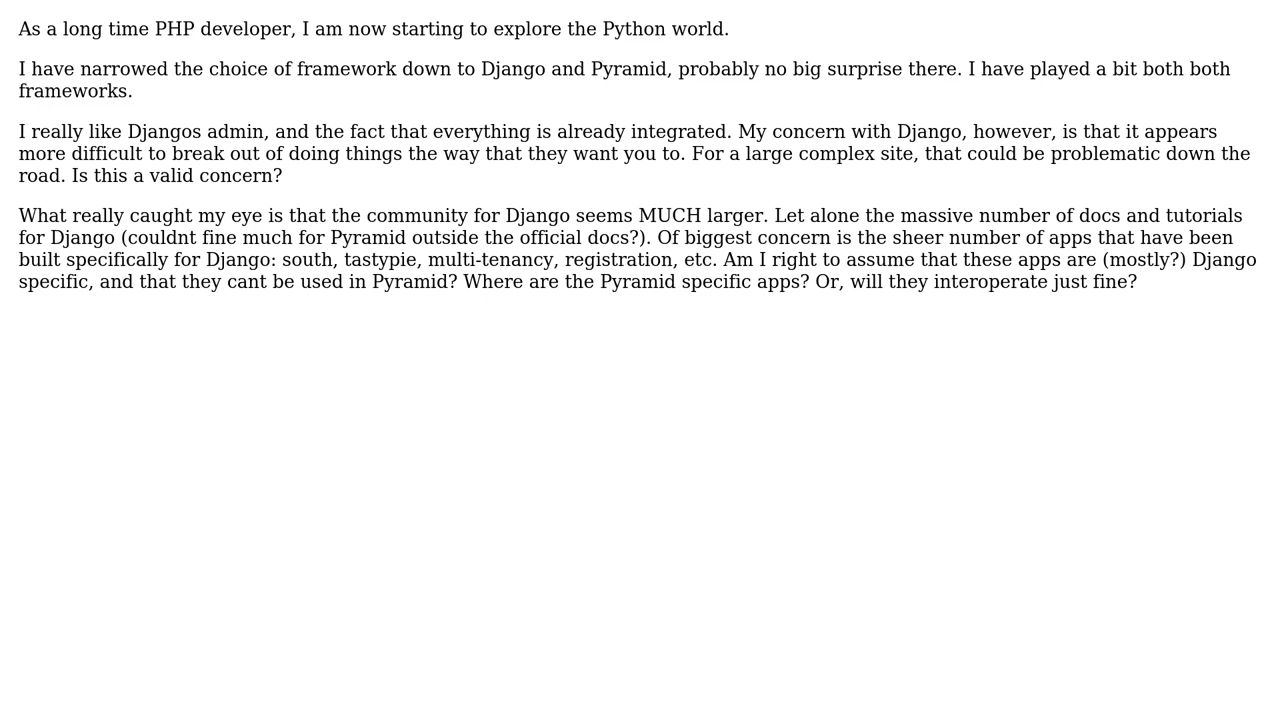 As a long time PHP developer, I am now starting to explore the Python world.
I have narrowed the choice of framework down to Django and Pyramid, probably no big surprise there. I have played a bit both both
frameworks.
I really like Djangos admin, and the fact that everything is already integrated. My concern with Django, however, is that it appears
more difficult to break out of doing things the way that they want you to. For a large complex site, that could be problematic down the
road. Is this a valid concern?
What really caught my eye is that the community for Django seems MUCH larger. Let alone the massive number of docs and tutorials
for Django (couldnt fine much for Pyramid outside the official docs?). Of biggest concern is the sheer number of apps that have been
built specifically for Django: south, tastypie, multi-tenancy, registration, etc. Am I right to assume that these apps are (mostly?) Django
specific, and that they cant be used in Pyramid? Where are the Pyramid specific apps? Or, will they interoperate just fine?